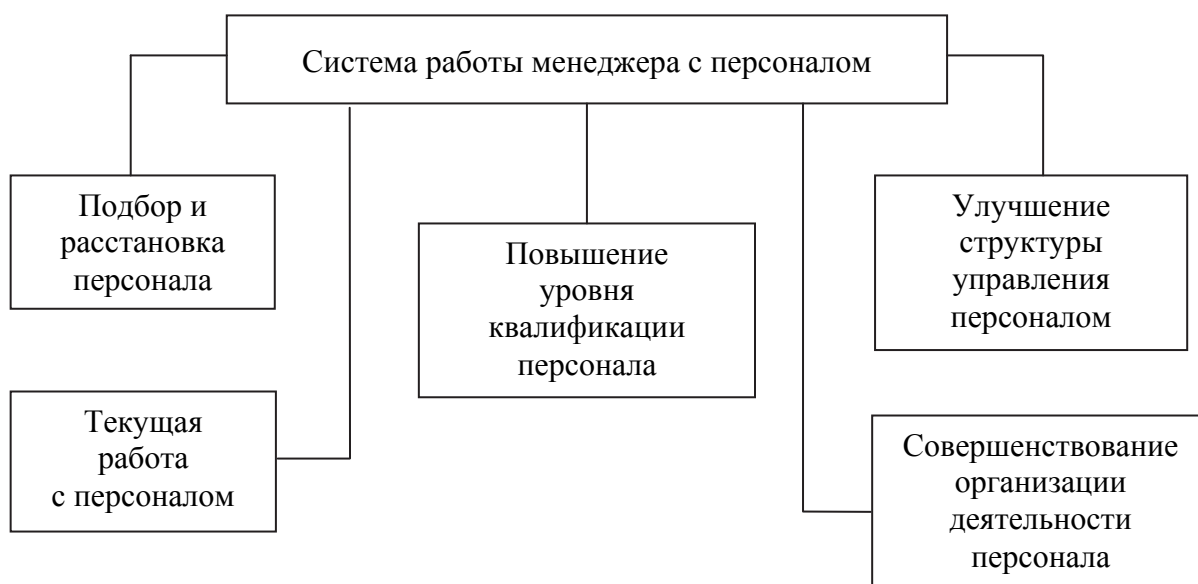 Система работы менеджера с персоналом
Подбор и
расстановка
персонала
Повышение
уровня
квалификации
персонала
Улучшение
структуры
управления
персоналом
Текущая
работа
с персоналом
Совершенствование
организации
деятельности
персонала